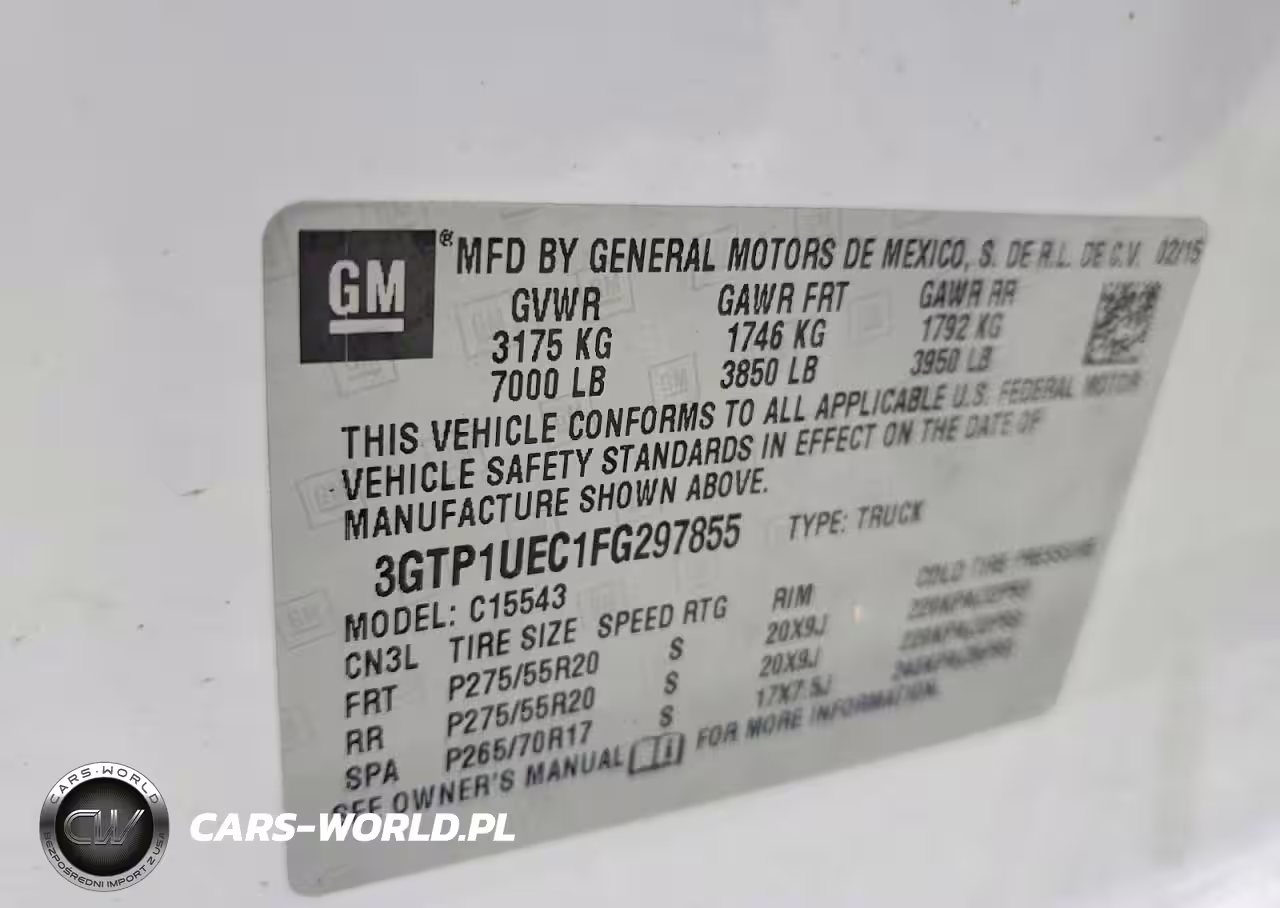 GM
® MFD BY GENERAL MOTORS DE MEXICO, S. DE R.L. DE C.V. 02/15
GVWR GAWR FRT GAWR RR
3175 KG 1746 KG 1792 KG
7000 LB 3850 LB 3950 LB
THIS VEHICLE CONFORMS TO ALL APPLICABLE U.S. FEDERAL MOTOR
VEHICLE SAFETY STANDARDS IN EFFECT ON THE DATE OF
MANUFACTURE SHOWN ABOVE.
3GTP1UEC1FG297855 TYPE: TRUCK
MODEL: C15543
CN3L TIRE SIZE SPEED RTG RIM COLD TIRE PRESSURE
FRT P275/55R20 S 20X9J
RR P275/55R20 S 20X9J
SPA P265/70R17 S 17X7.5J
SEE OWNER'S MANUAL FOR MORE INFORMATION.
CARS-WORLD
CW
BEZPOŚREDNI IMPORT Z USA
CARS-WORLD.PL